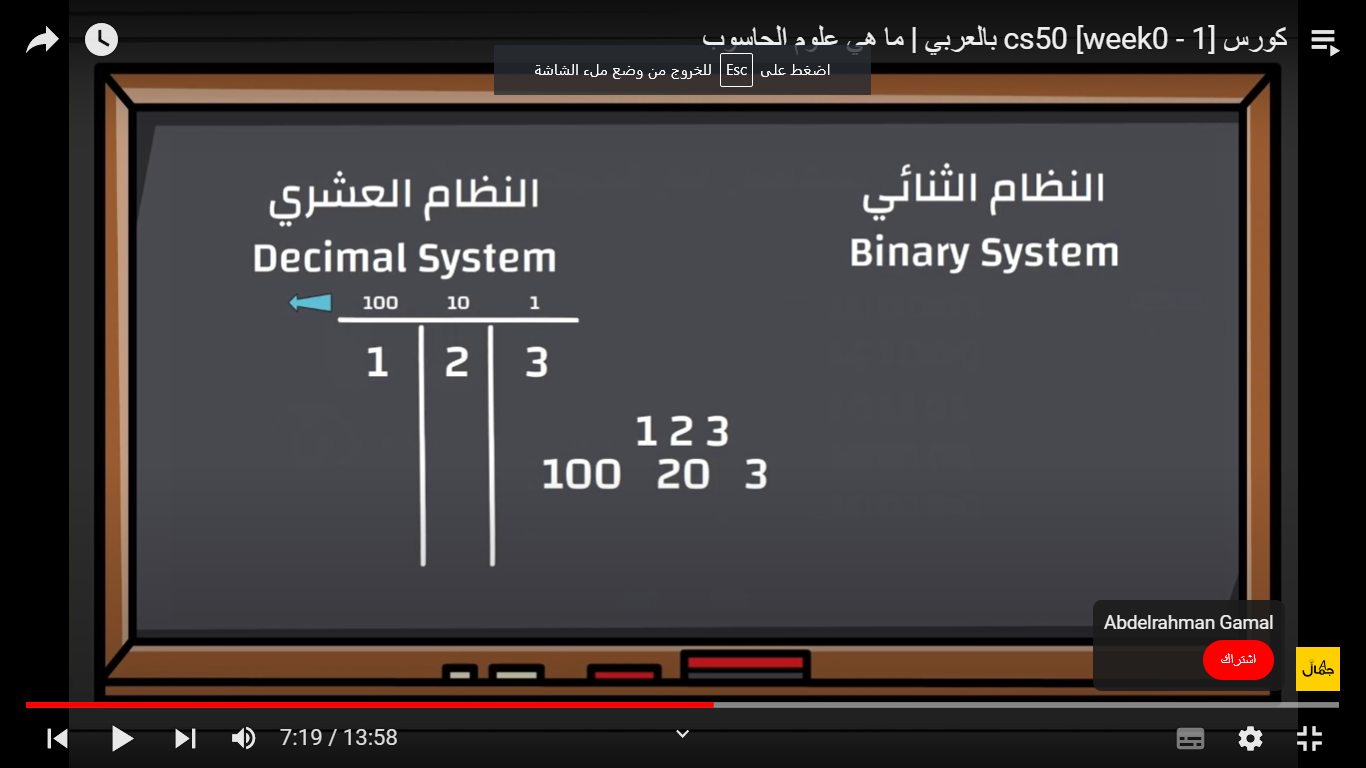 كورس cs50 [week0 - 1] بالعربي | ما هي علوم الحاسوب
اضغط على Esc للخروج من وضع ملء الشاشة
النظام الثنائي
Binary System
النظام العشري
Decimal System
100 10 1
1 2 3
1 2 3
100 20 3
Abdelrahman Gamal
اشتراك
جمال
7:19 / 13:58